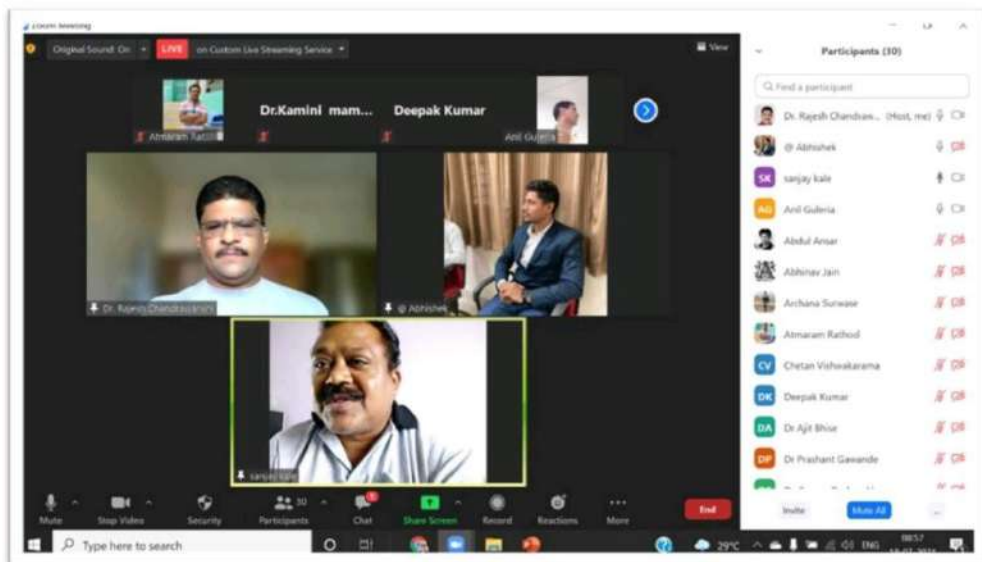 Zoom Meeting
Original Sound: On
LIVE
on Custom Live Streaming Service
View
Atmaram Rathod
Dr.Kamini mam...
Deepak Kumar
Anil Guleria
Dr. Rajesh
@ Abhishek
sanjay kale
Mute
Stop Video
Security
30
Participants
Chat
Share Screen
Record
Reactions
More
End
Participants (30)
Find a participant
Dr. Rajesh Chandraw... (Host, me)
@ Abhishek
SK sanjay kale
AG Anil Guleria
Abdul Ansar
Abhinav Jain
Archana Surwase
Atmaram Rathod
CV Chetan Vishwakarama
DK Deepak Kumar
DA Dr Ajit Bhise
DP Dr Prashant Gawande
Invite
Mute All
...
Type here to search
29°C
ENG
08:57